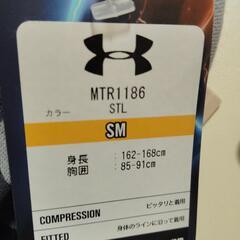 MTR1186
カラー STL
SM
身長 : 162-168cm
胸囲 : 85-91cm
COMPRESSION ピッタリと着用
身体のラインに沿って着用
FITTED